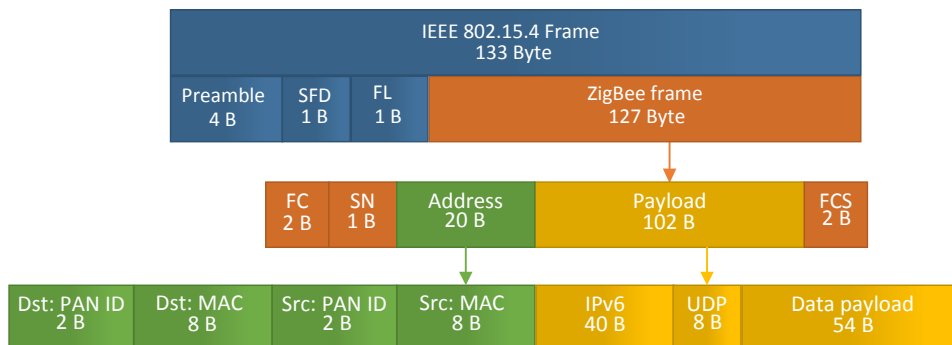 IEEE 802.15.4 Frame
133 Byte
Preamble
4 B
SFD
1 B
FL
1 B
ZigBee frame
127 Byte
FC
2 B
SN
1 B
Address
20 B
Payload
102 B
FCS
2 B
Dst: PAN ID
2 B
Dst: MAC
8 B
Src: PAN ID
2 B
Src: MAC
8 B
IPv6
40 B
UDP
8 B
Data payload
54 B